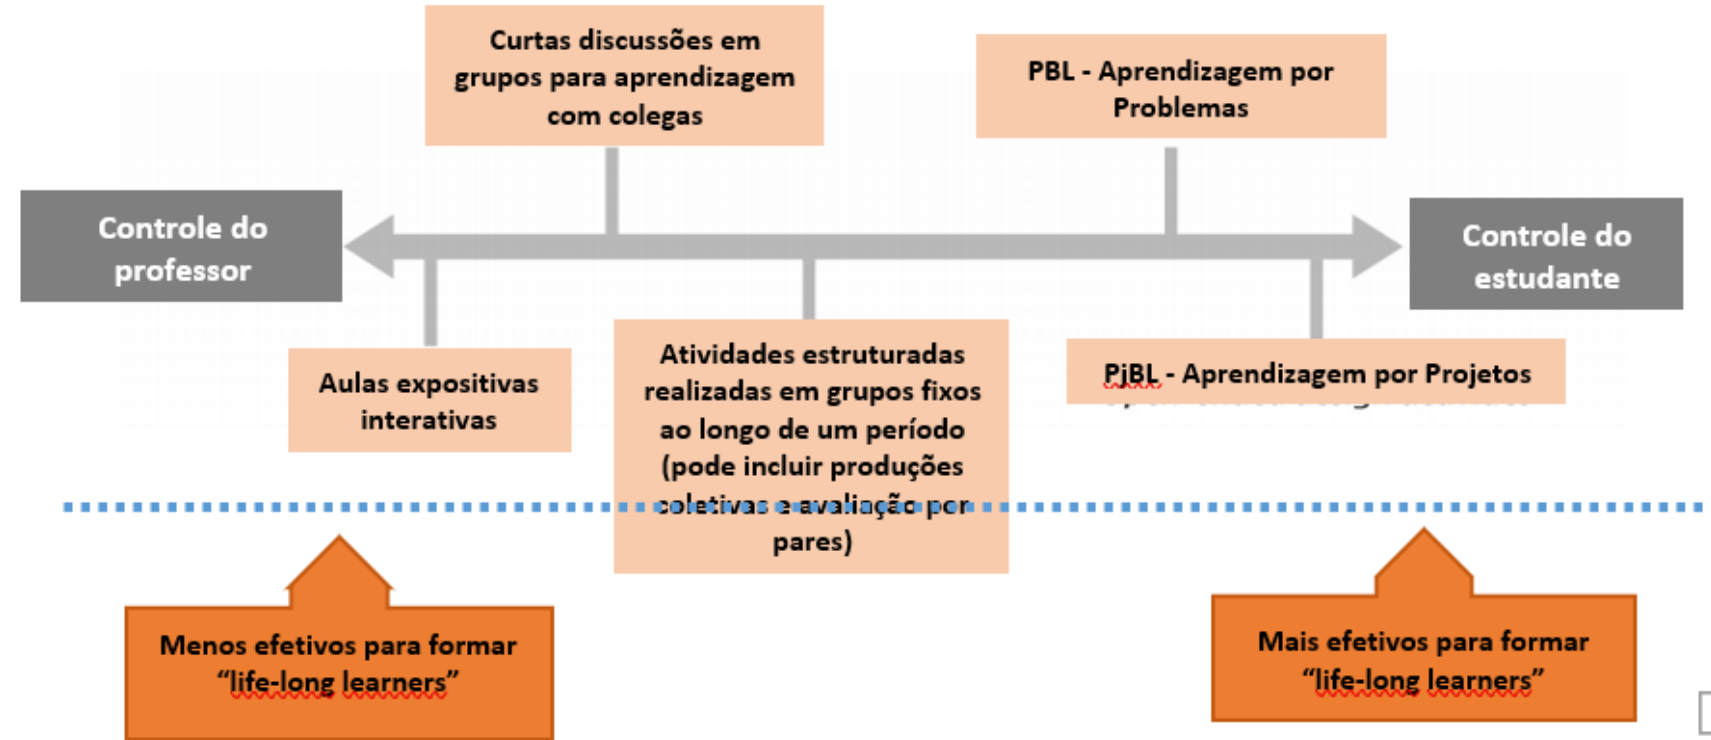 Curtas discussões em
grupos para aprendizagem
com colegas
PBL - Aprendizagem por
Problemas
Controle do
professor
Controle do
estudante
Aulas expositivas
interativas
Atividades estruturadas
realizadas em grupos fixos
ao longo de um período
(pode incluir produções
coletivas e avaliação por
pares)
PjBL - Aprendizagem por Projetos
Menos efetivos para formar
“life-long learners”
Mais efetivos para formar
“life-long learners”